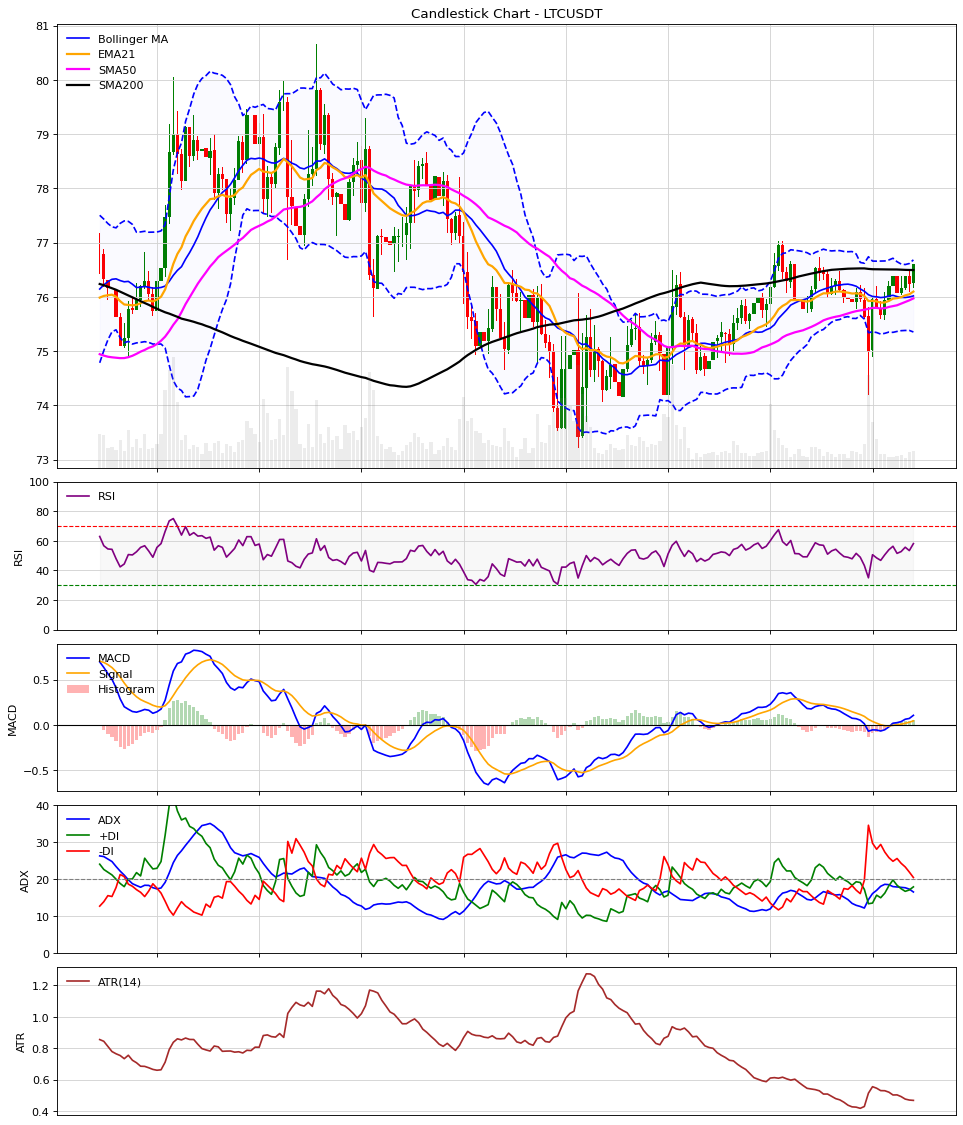 Candlestick Chart - LTCUSDT
81
80
79
78
77
76
75
74
73
Bollinger MA
EMA21
SMA50
SMA200
100
80
60
40
20
0
RSI
RSI
0.5
0.0
−0.5
MACD
MACD
Signal
Histogram
40
30
20
10
0
ADX
ADX
+DI
-DI
1.2
1.0
0.8
0.6
0.4
ATR
ATR(14)